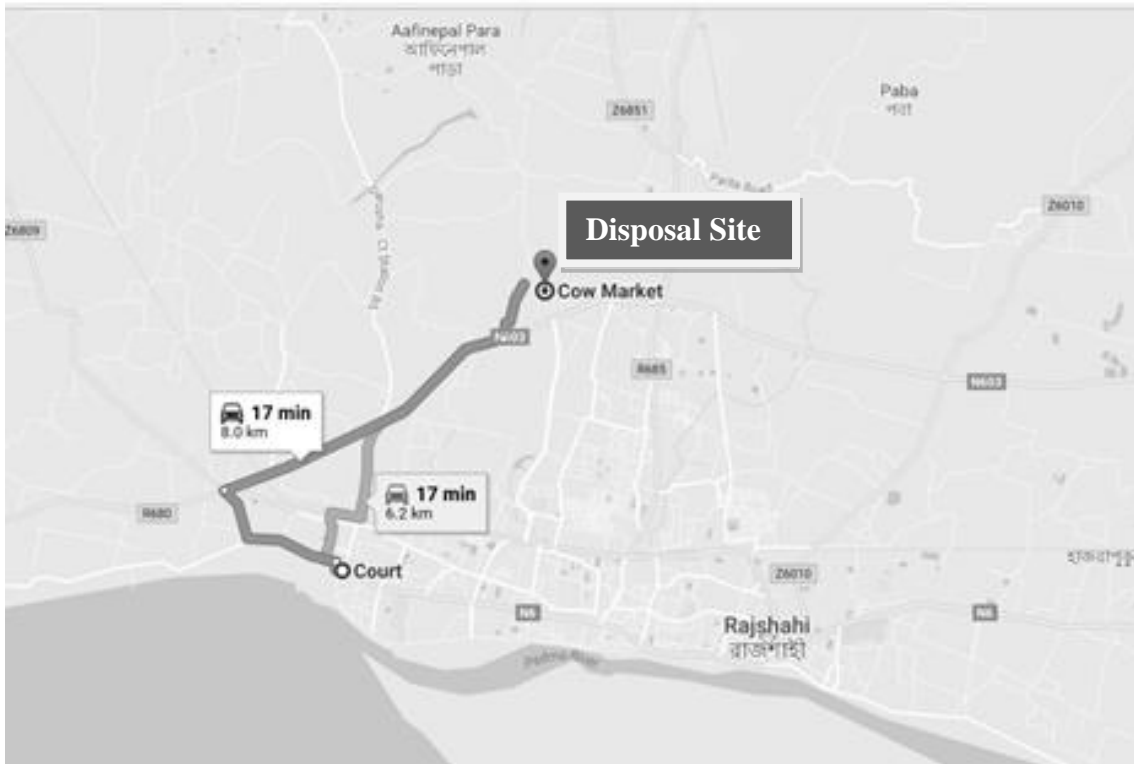 Aafinepal Para
Z6851
Paba
পবা
Z6010
Z6809
Disposal Site
Cow Market
N603
R685
N603
17 min
8.0 km
17 min
6.2 km
R680
Court
Z6010
N6
N6
Rajshahi
রাজশাহী
Padma River